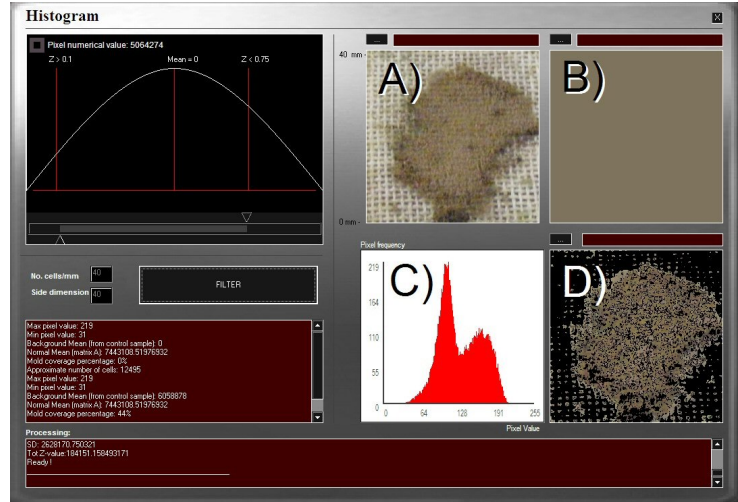 Histogram
X
Pixel numerical value: 5064274
Z > 0.1
Mean = 0
Z < 0.75
No. cells/mm
40
Side dimension
40
FILTER
Max pixel value: 219
Min pixel value: 31
Background Mean (from control sample): 0
Normal Mean (matrix A): 7443108.51976932
Mold coverage percentage: 0%
Approximate number of cells: 12495
Max pixel value: 219
Min pixel value: 31
Background Mean (from control sample): 6058878
Normal Mean (matrix A): 7443108.51976932
Mold coverage percentage: 44%
Processing:
SD: 2628170.750321
Tot Z-value:184151.158493171
Ready !
...
40 mm -
A)
0 mm -
...
B)
Pixel frequency
219
164
110
55
0
C)
0 64 128 191 255
Pixel Value
...
D)